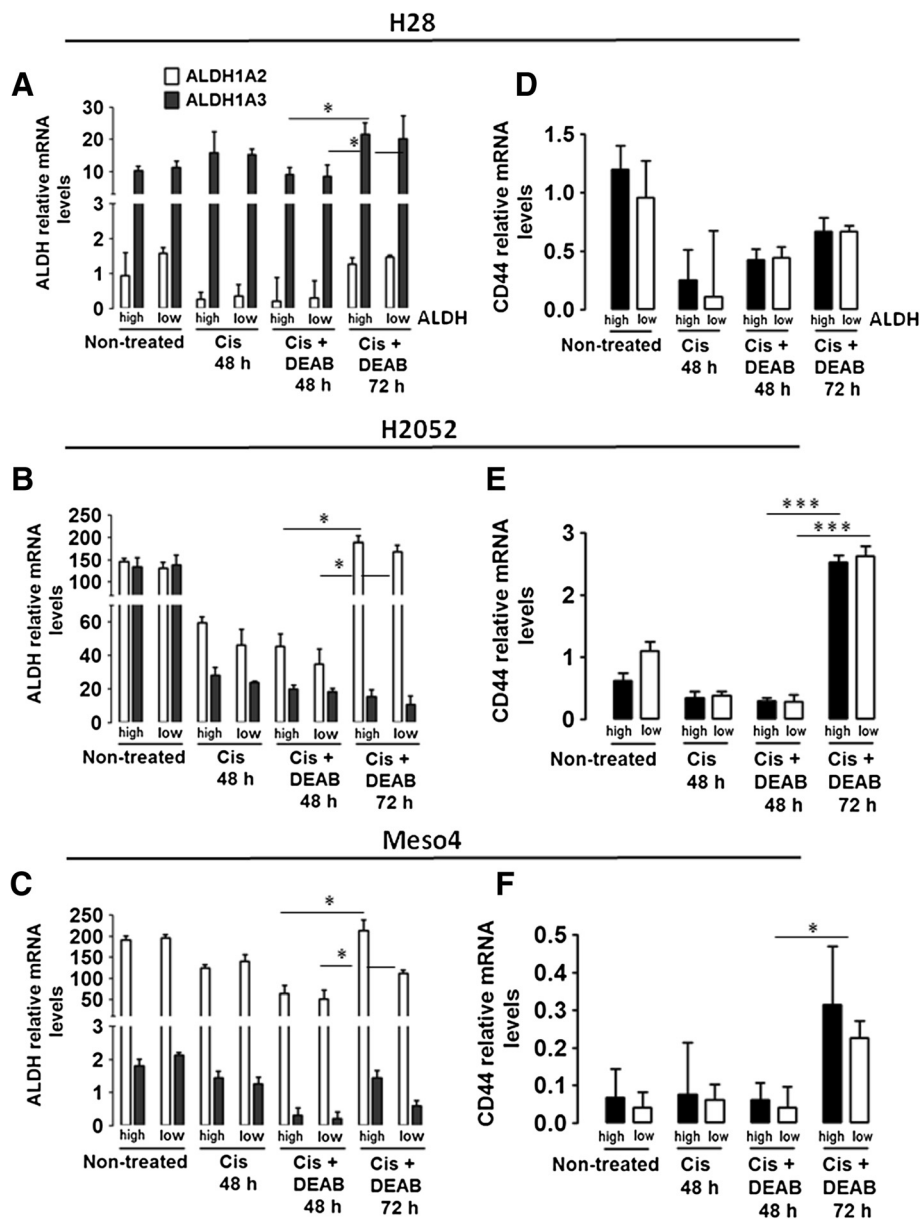 H28
A
ALDH1A2
ALDH1A3
ALDH relative mRNA
levels
30
20
10
3
2
1
0
high low high low high low high low ALDH
Non-treated Cis Cis + Cis +
48 h DEAB DEAB
48 h 72 h
* *
D
CD44 relative mRNA
levels
1.5
1.0
0.5
0.0
high low high low high low high low ALDH
Non-treated Cis Cis + Cis +
48 h DEAB DEAB
48 h 72 h
H2052
B
ALDH relative mRNA
levels
250
200
150
100
60
40
20
0
high low high low high low high low
Non-treated Cis Cis + Cis +
48 h DEAB DEAB
48 h 72 h
* *
E
CD44 relative mRNA
levels
3
2
1
0
high low high low high low high low
Non-treated Cis Cis + Cis +
48 h DEAB DEAB
48 h 72 h
***
***
Meso4
C
ALDH relative mRNA
levels
250
200
150
100
50
3
2
1
0
high low high low high low high low
Non-treated Cis Cis + Cis +
48 h DEAB DEAB
48 h 72 h
* *
F
CD44 relative mRNA
levels
0.5
0.4
0.3
0.2
0.1
0.0
high low high low high low high low
Non-treated Cis Cis + Cis +
48 h DEAB DEAB
48 h 72 h
*